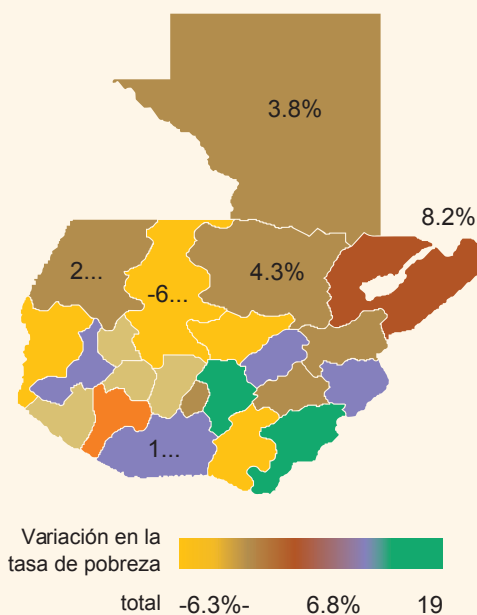 3.8%
8.2%
2...
-6...
4.3%
1...
Variación en la
tasa de pobreza
total -6.3%- 6.8% 19